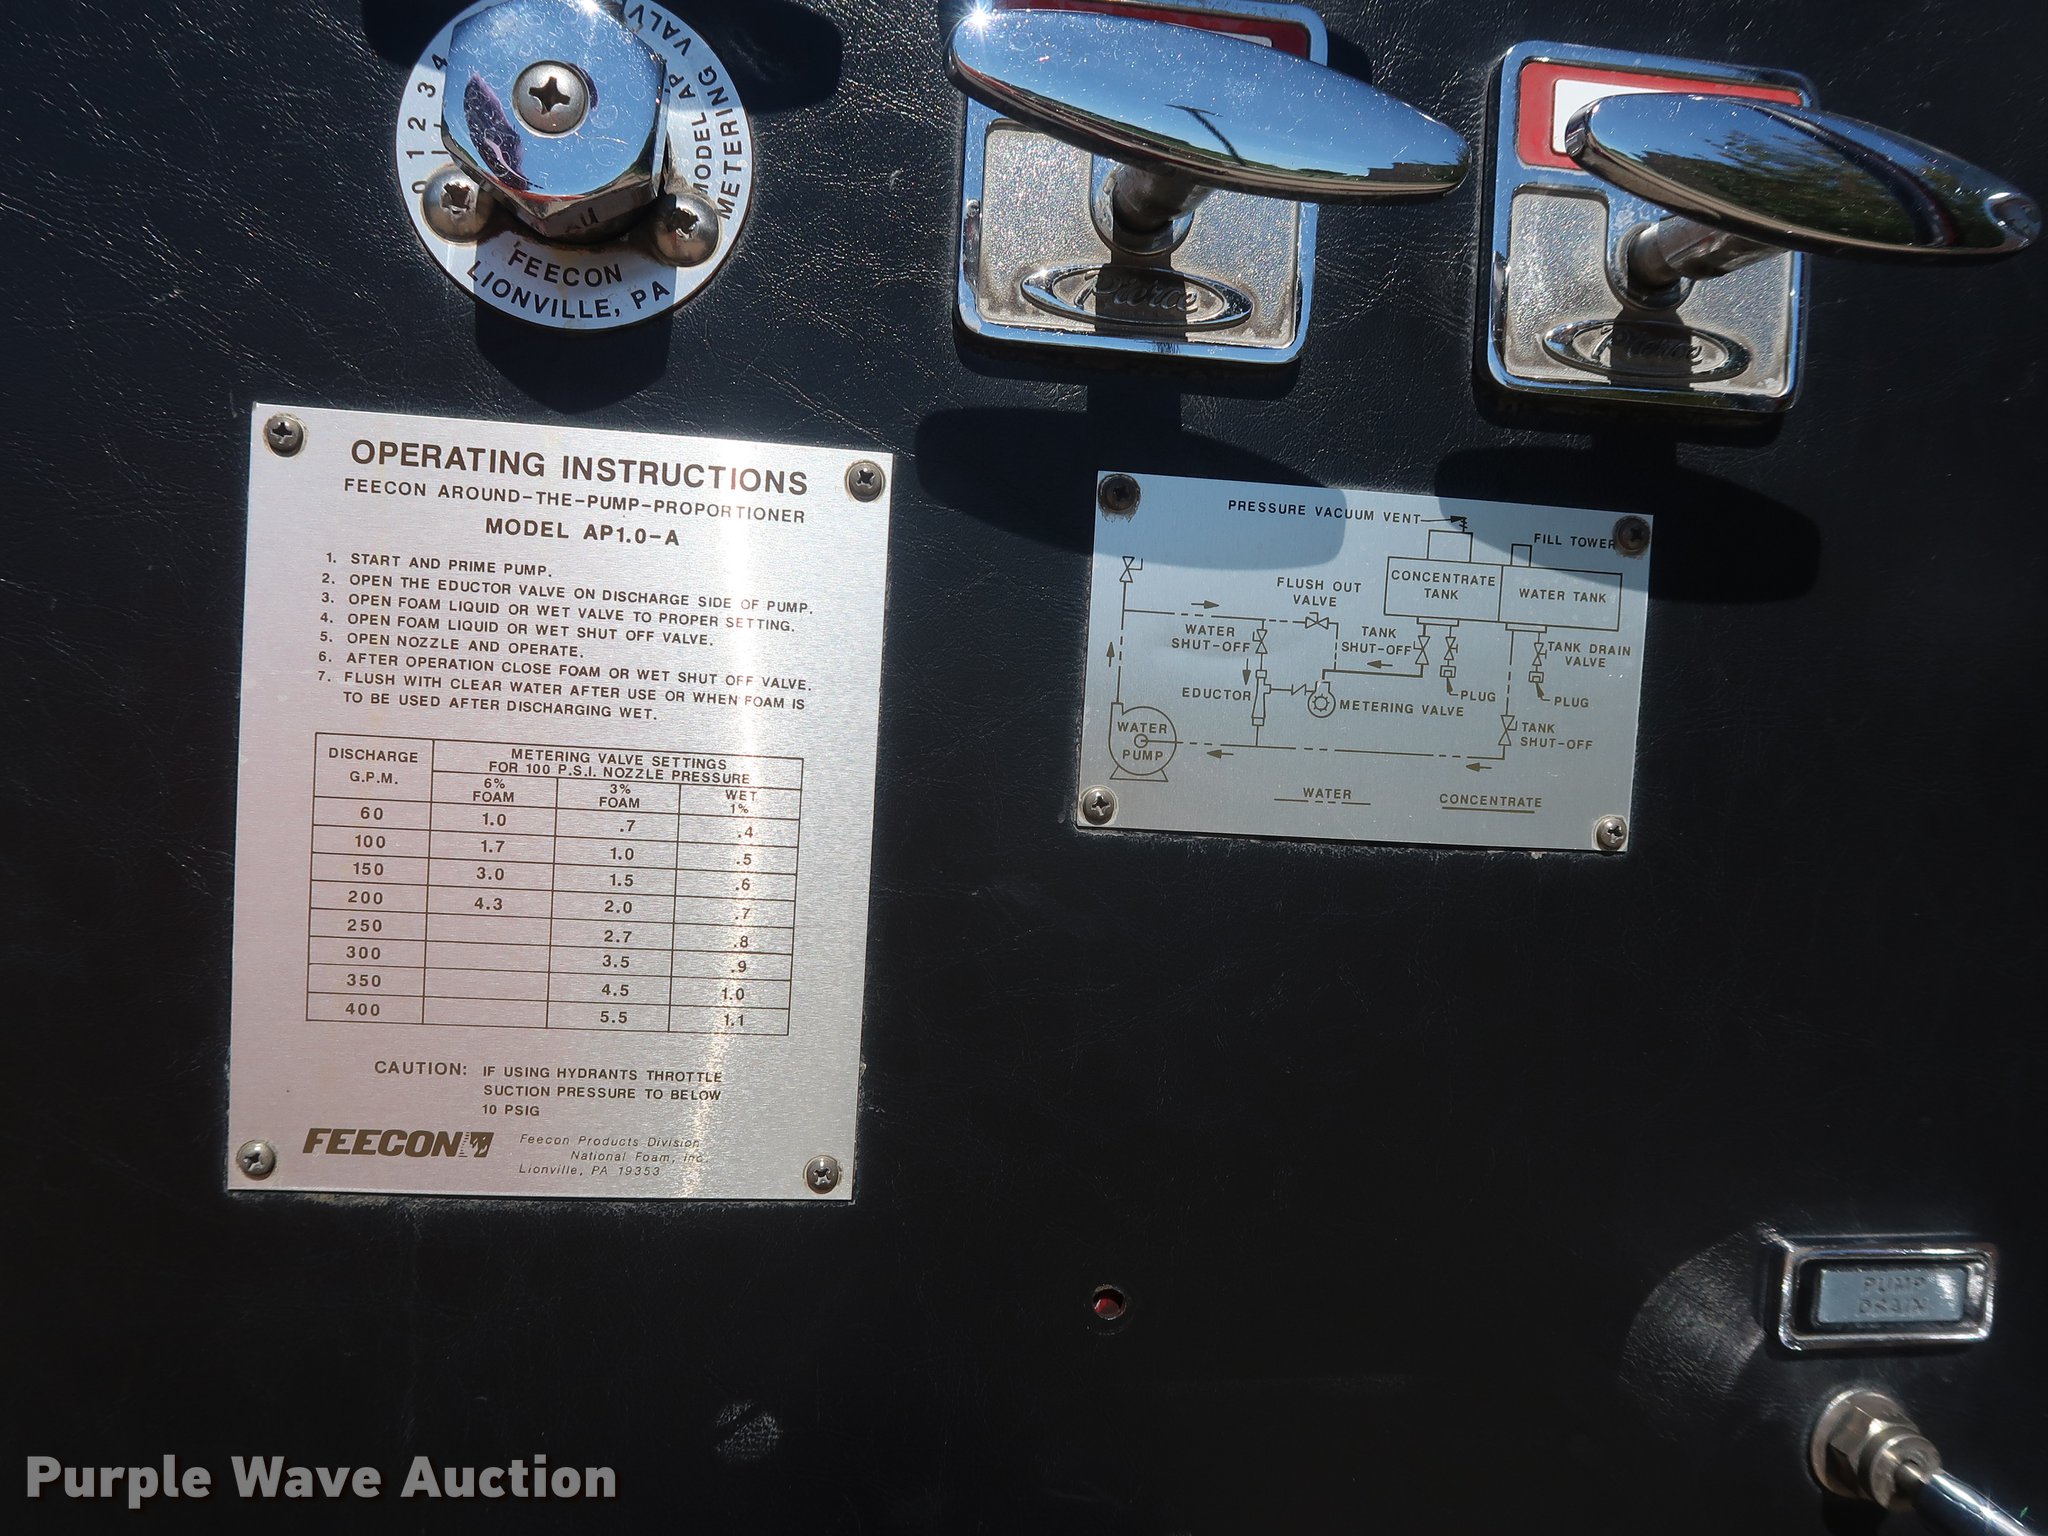 0 1 2 3 4
MODEL AP
METERING VALVE
FEECON
LIONVILLE, PA
Pierce
Pierce
OPERATING INSTRUCTIONS
FEECON AROUND-THE-PUMP-PROPORTIONER
MODEL AP1.0-A
1. START AND PRIME PUMP.
2. OPEN THE EDUCTOR VALVE ON DISCHARGE SIDE OF PUMP.
3. OPEN FOAM LIQUID OR WET VALVE TO PROPER SETTING.
4. OPEN FOAM LIQUID OR WET SHUT OFF VALVE.
5. OPEN NOZZLE AND OPERATE.
6. AFTER OPERATION CLOSE FOAM OR WET SHUT OFF VALVE.
7. FLUSH WITH CLEAR WATER AFTER USE OR WHEN FOAM IS
TO BE USED AFTER DISCHARGING WET.
DISCHARGE
G.P.M.
METERING VALVE SETTINGS
FOR 100 P.S.I. NOZZLE PRESSURE
6%
FOAM
3%
FOAM
WET
1%
60 1.0 .7 .4
100 1.7 1.0 .5
150 3.0 1.5 .6
200 4.3 2.0 .7
250 2.7 .8
300 3.5 .9
350 4.5 1.0
400 5.5 1.1
CAUTION: IF USING HYDRANTS THROTTLE
SUCTION PRESSURE TO BELOW
10 PSIG
FEECON
Feecon Products Division
National Foam, Inc.
Lionville, PA 19353
PRESSURE VACUUM VENT
FILL TOWER
CONCENTRATE
TANK
WATER TANK
FLUSH OUT
VALVE
WATER
SHUT-OFF
TANK
SHUT-OFF
TANK DRAIN
VALVE
EDUCTOR
PLUG
PLUG
METERING VALVE
WATER
PUMP
TANK
SHUT-OFF
WATER
CONCENTRATE
PUMP
DRAIN
Purple Wave Auction